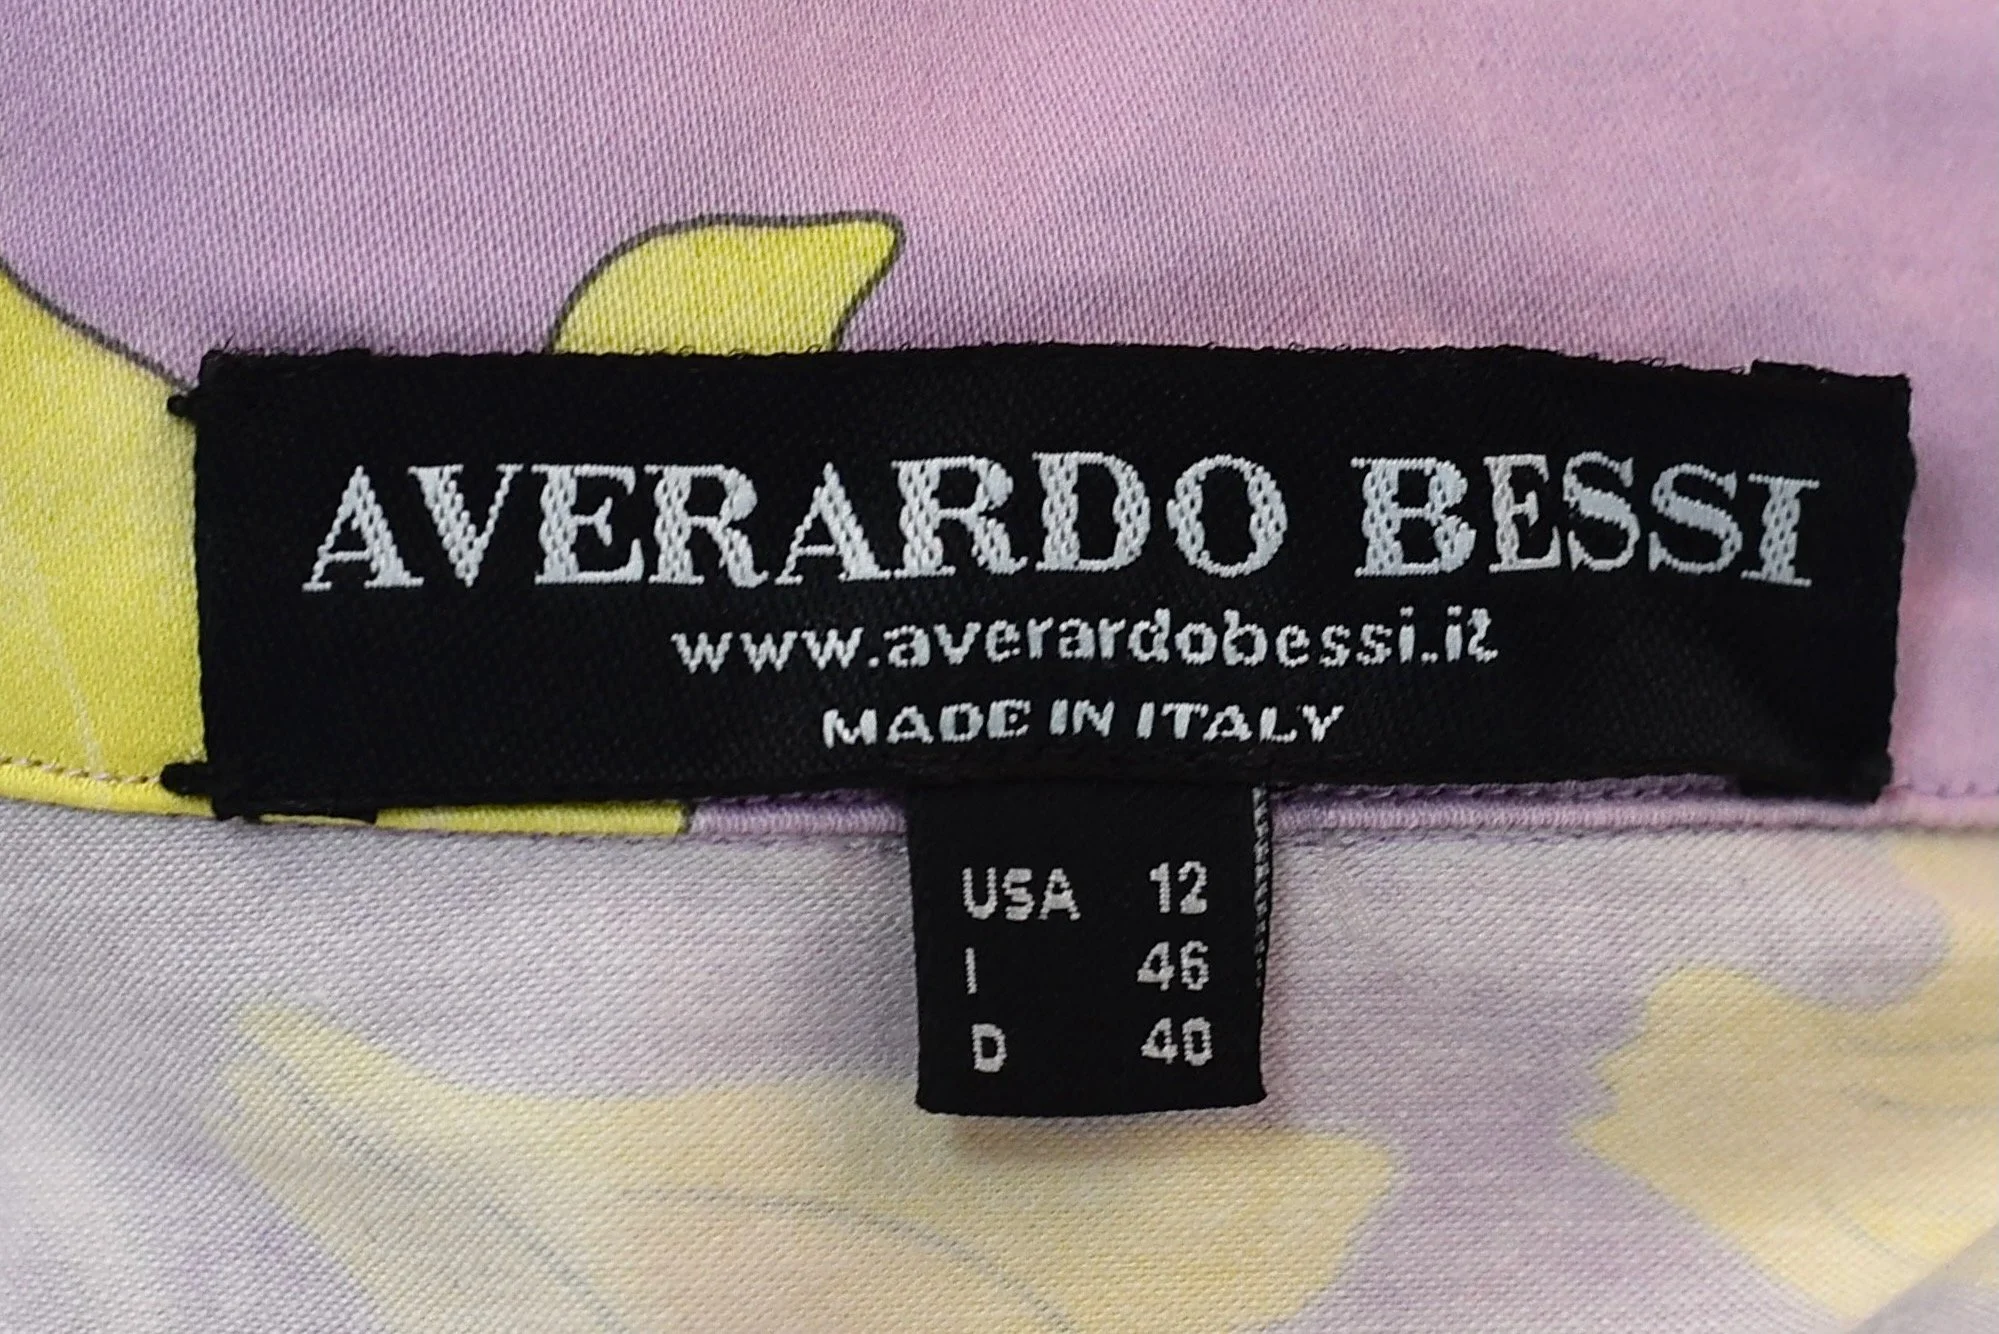 AVERARDO BESSI
www.averardobessi.it
MADE IN ITALY
USA 12
I 46
D 40